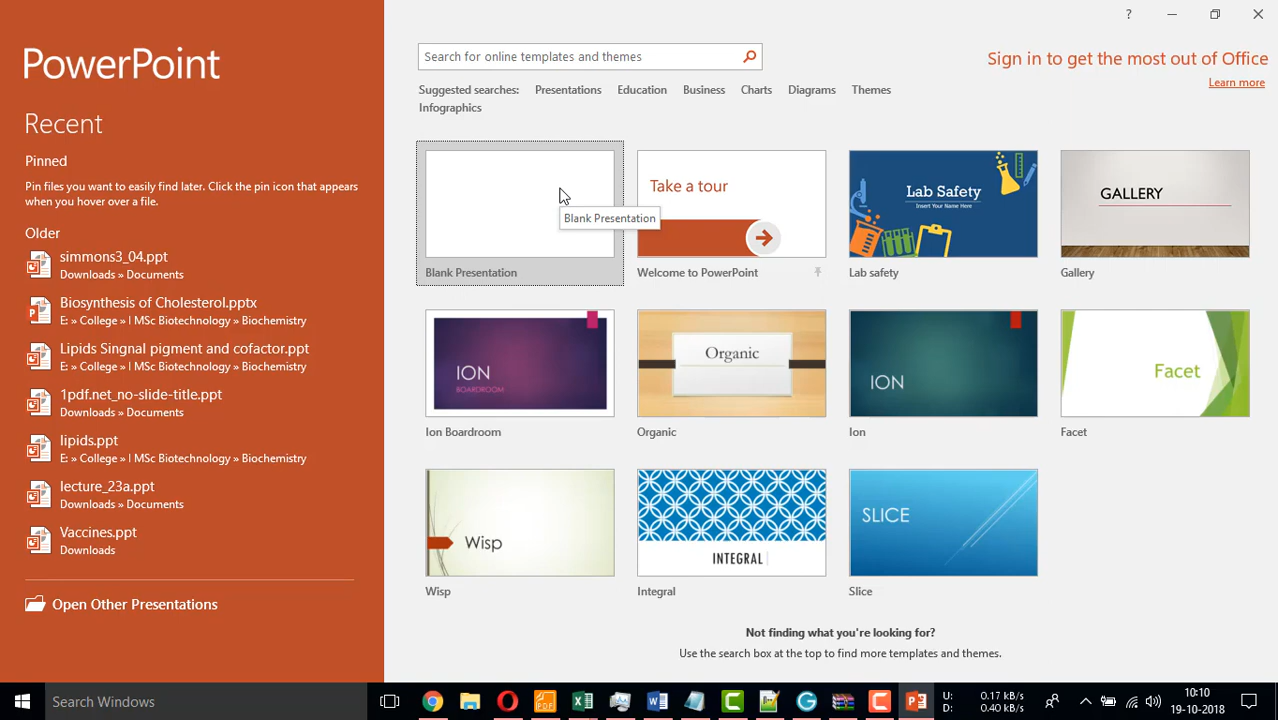 PowerPoint
Recent
Pinned
Pin files you want to easily find later. Click the pin icon that appears
when you hover over a file.
Older
simmons3_04.ppt
Downloads » Documents
Biosynthesis of Cholesterol.pptx
E: » College » I MSc Biotechnology » Biochemistry
Lipids Singnal pigment and cofactor.ppt
E: » College » I MSc Biotechnology » Biochemistry
1pdf.net_no-slide-title.ppt
Downloads » Documents
lipids.ppt
E: » College » I MSc Biotechnology » Biochemistry
lecture_23a.ppt
Downloads » Documents
Vaccines.ppt
Downloads
Open Other Presentations
?
Search for online templates and themes
Sign in to get the most out of Office
Learn more
Suggested searches: Presentations Education Business Charts Diagrams Themes
Infographics
Blank Presentation
Blank Presentation
Take a tour
Welcome to PowerPoint
Lab Safety
Insert Your Name Here
Lab safety
GALLERY
Gallery
ION
BOARDROOM
Ion Boardroom
Organic
Organic
ION
Ion
Facet
Facet
Wisp
Wisp
INTEGRAL
Integral
SLICE
Slice
Not finding what you're looking for?
Use the search box at the top to find more templates and themes.
Search Windows
U: 0.17 kB/s
D: 0.40 kB/s
10:10
19-10-2018